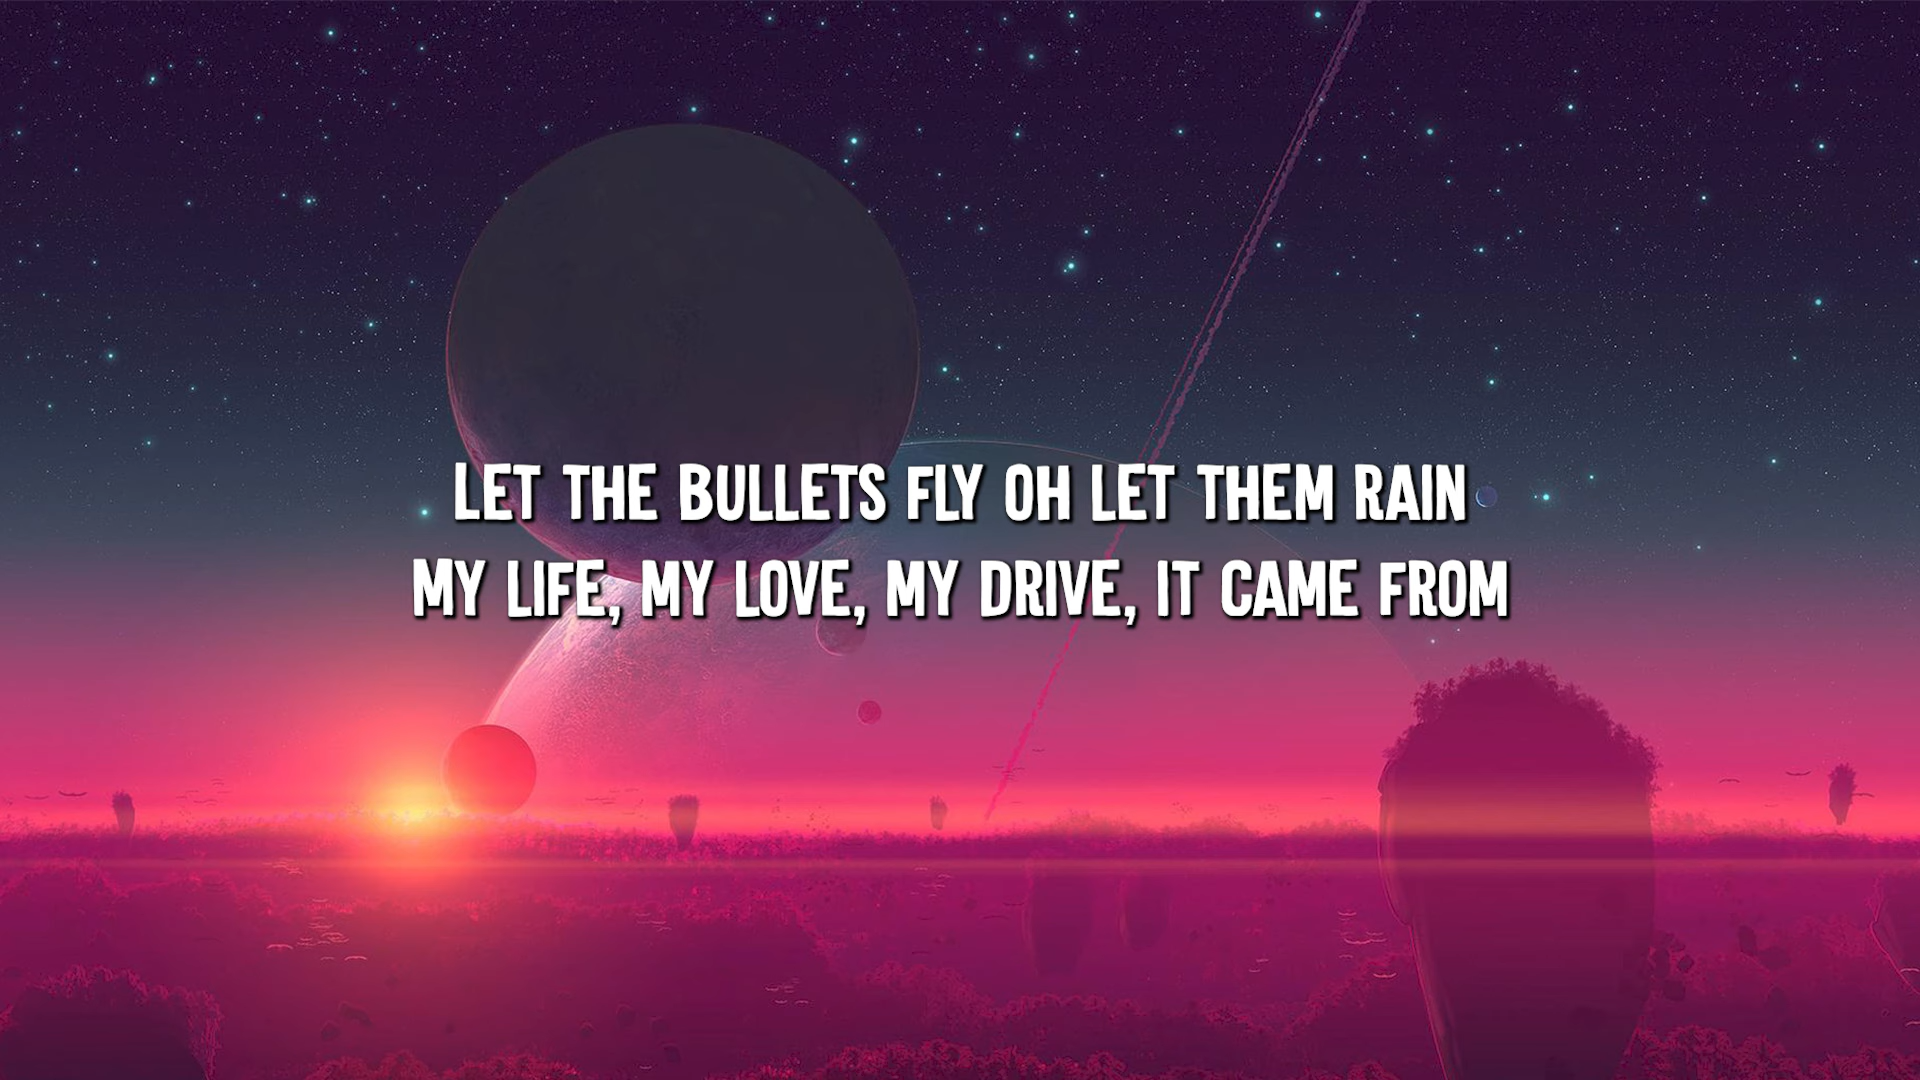 LET THE BULLETS FLY OH LET THEM RAIN
MY LIFE, MY LOVE, MY DRIVE, IT CAME FROM